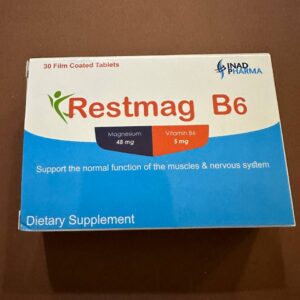 30 Film Coated Tablets
INAD
PHARMA
Restmag B6
Magnesium
48 mg
Vitamin B6
5 mg
Support the normal function of the muscles & nervous system
Dietary Supplement